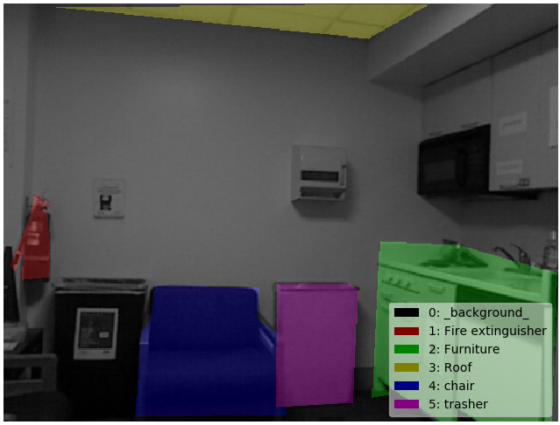 0: _background_
1: Fire extinguisher
2: Furniture
3: Roof
4: chair
5: trasher